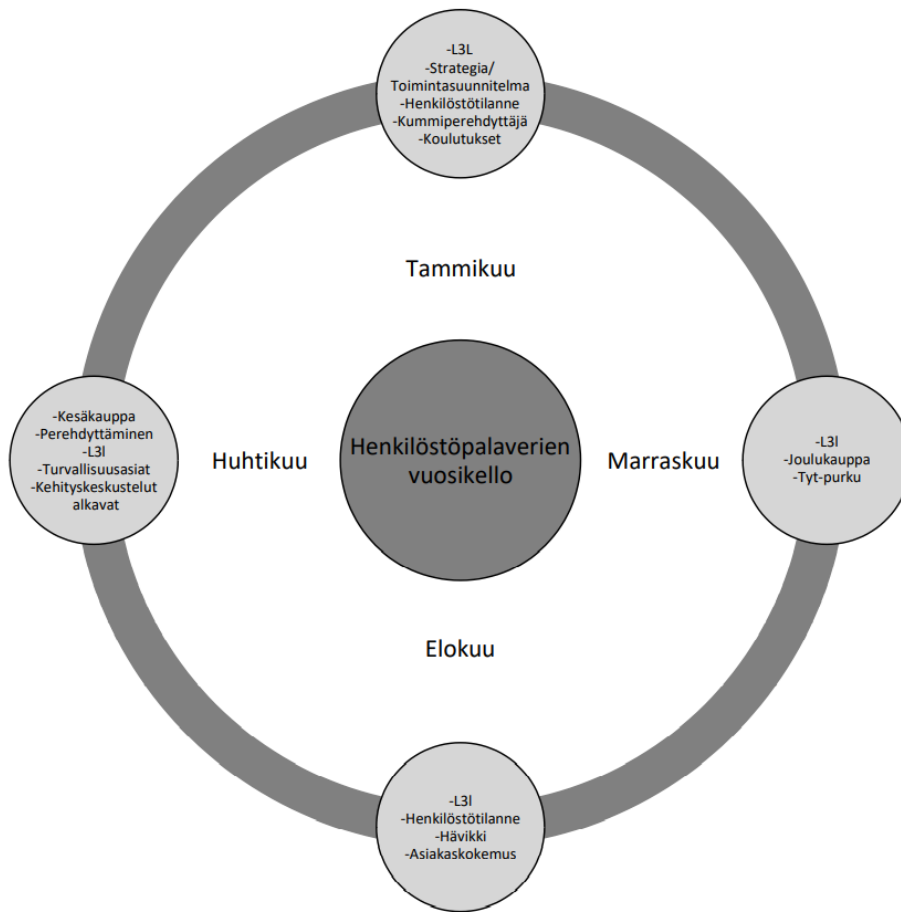 -L3L
-Strategia/
Toimintasuunnitelma
-Henkilöstötilanne
-Kummiperehdyttäjä
-Koulutukset
Tammikuu
-Kesäkauppa
-Perehdyttäminen
-L3l
-Turvallisuusasiat
-Kehityskeskustelut
alkavat
Huhtikuu
Henkilöstöpalaverien
vuosikello
Marraskuu
-L3l
-Joulukauppa
-Tyt-purku
Elokuu
-L3l
-Henkilöstötilanne
-Hävikki
-Asiakaskokemus